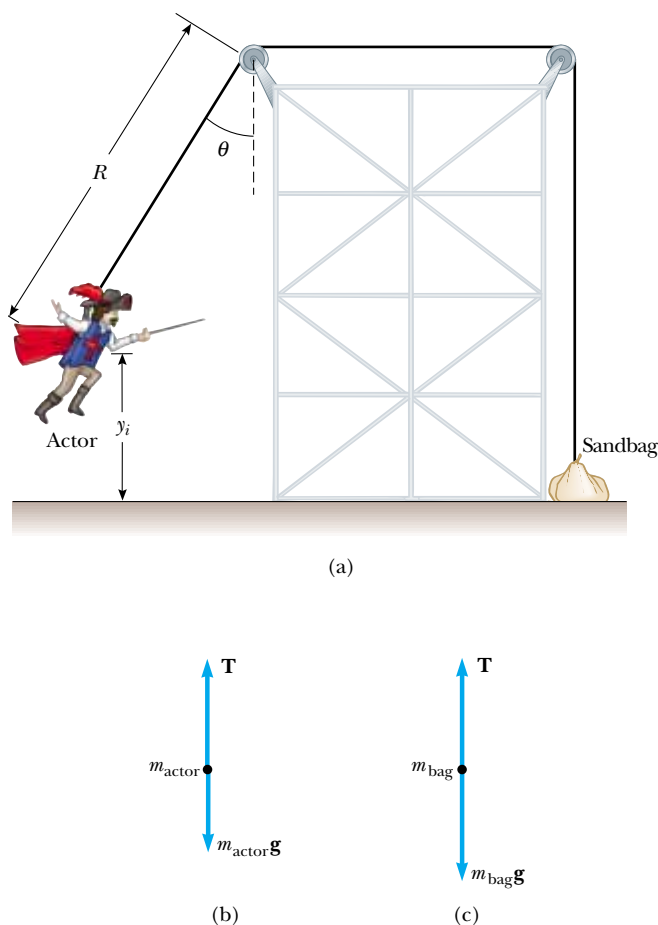 R
θ
Actor
y_i
Sandbag
(a)
T
T
m_actor
m_bag
m_actor g
m_bag g
(b)
(c)